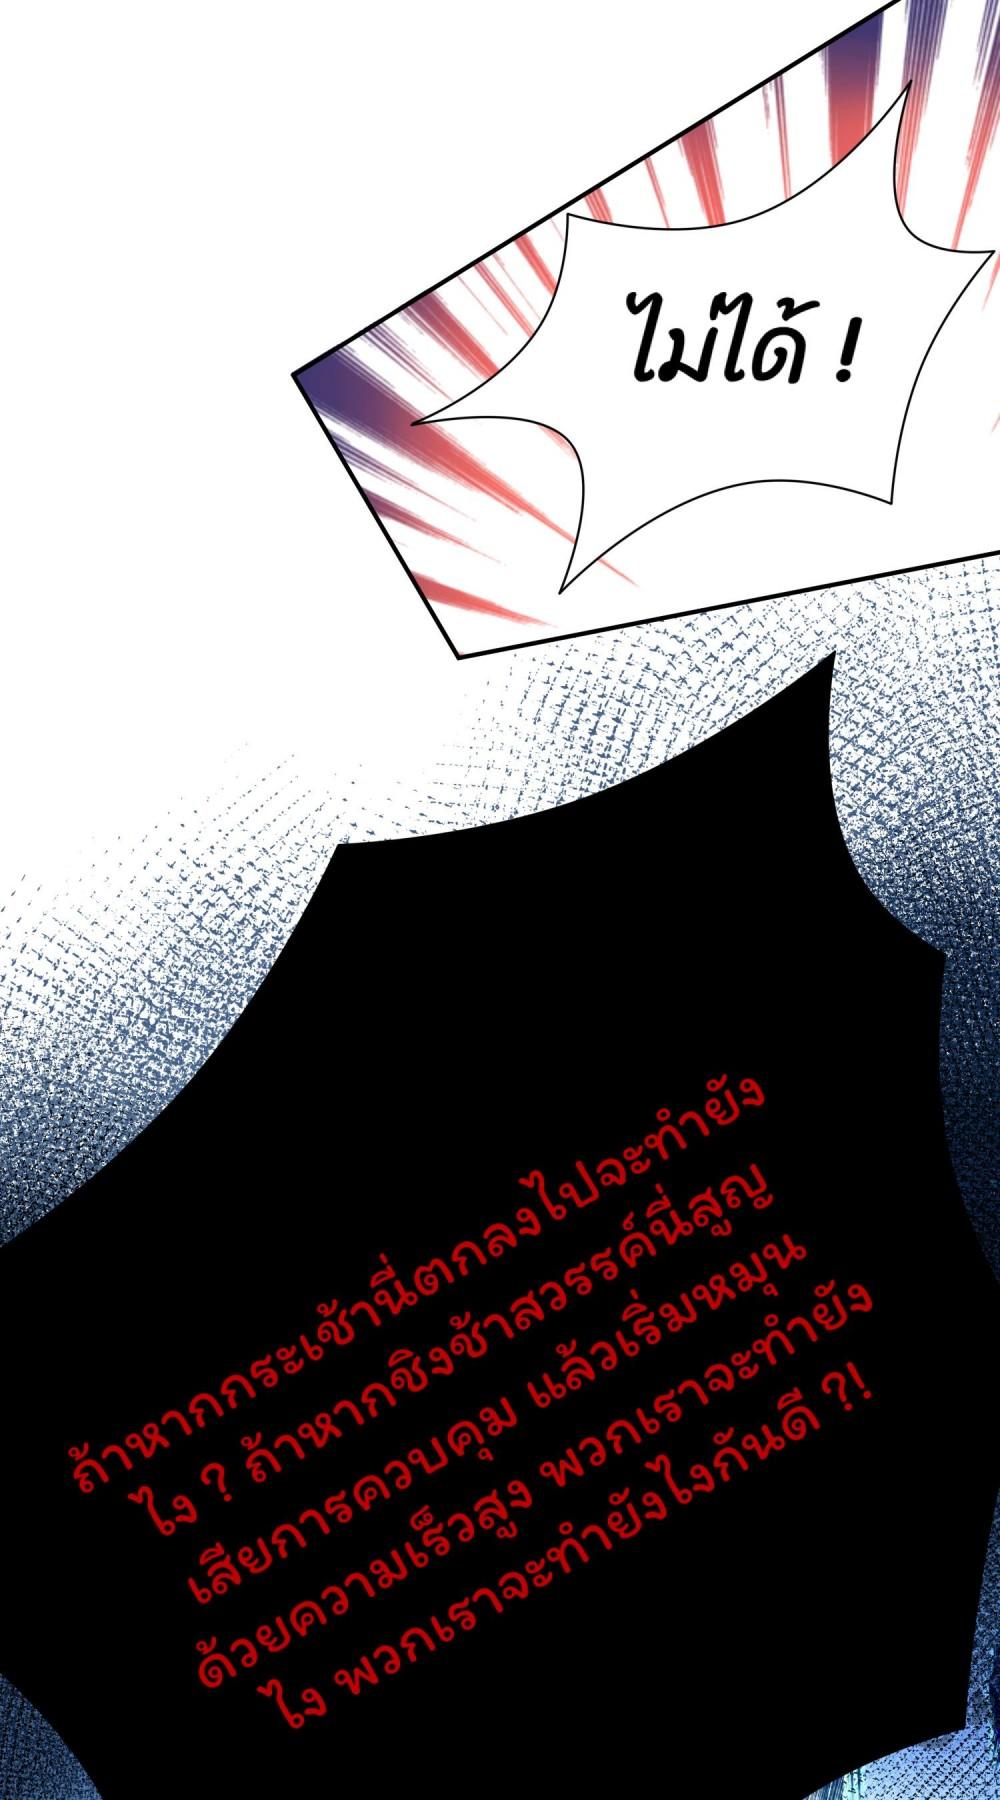 ไม่ได้ !
ถ้าหากกระเช้านี่ตกลงไปจะทำยัง
ไง ? ถ้าหากชิงช้าสวรรค์นี่สูญ
เสียการควบคุม แล้วเริ่มหมุน
ด้วยความเร็วสูง พวกเราจะทำยัง
ไง พวกเราจะทำยังไงกันดี ?!